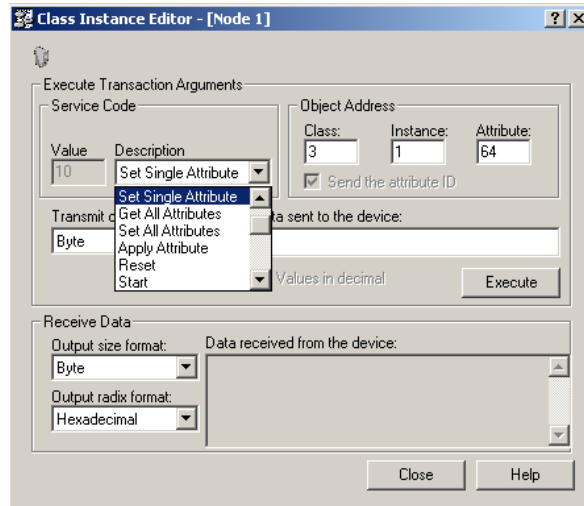 Class Instance Editor - [Node 1]
Execute Transaction Arguments
Service Code
Object Address
Value
Description
Class:
Instance:
Attribute:
10
Set Single Attribute
3
1
64
Send the attribute ID
Set Single Attribute
Get All Attributes
Set All Attributes
Apply Attribute
Reset
Start
Transmit
sent to the device:
Byte
Values in decimal
Execute
Receive Data
Output size format:
Data received from the device:
Byte
Output radix format:
Hexadecimal
Close
Help